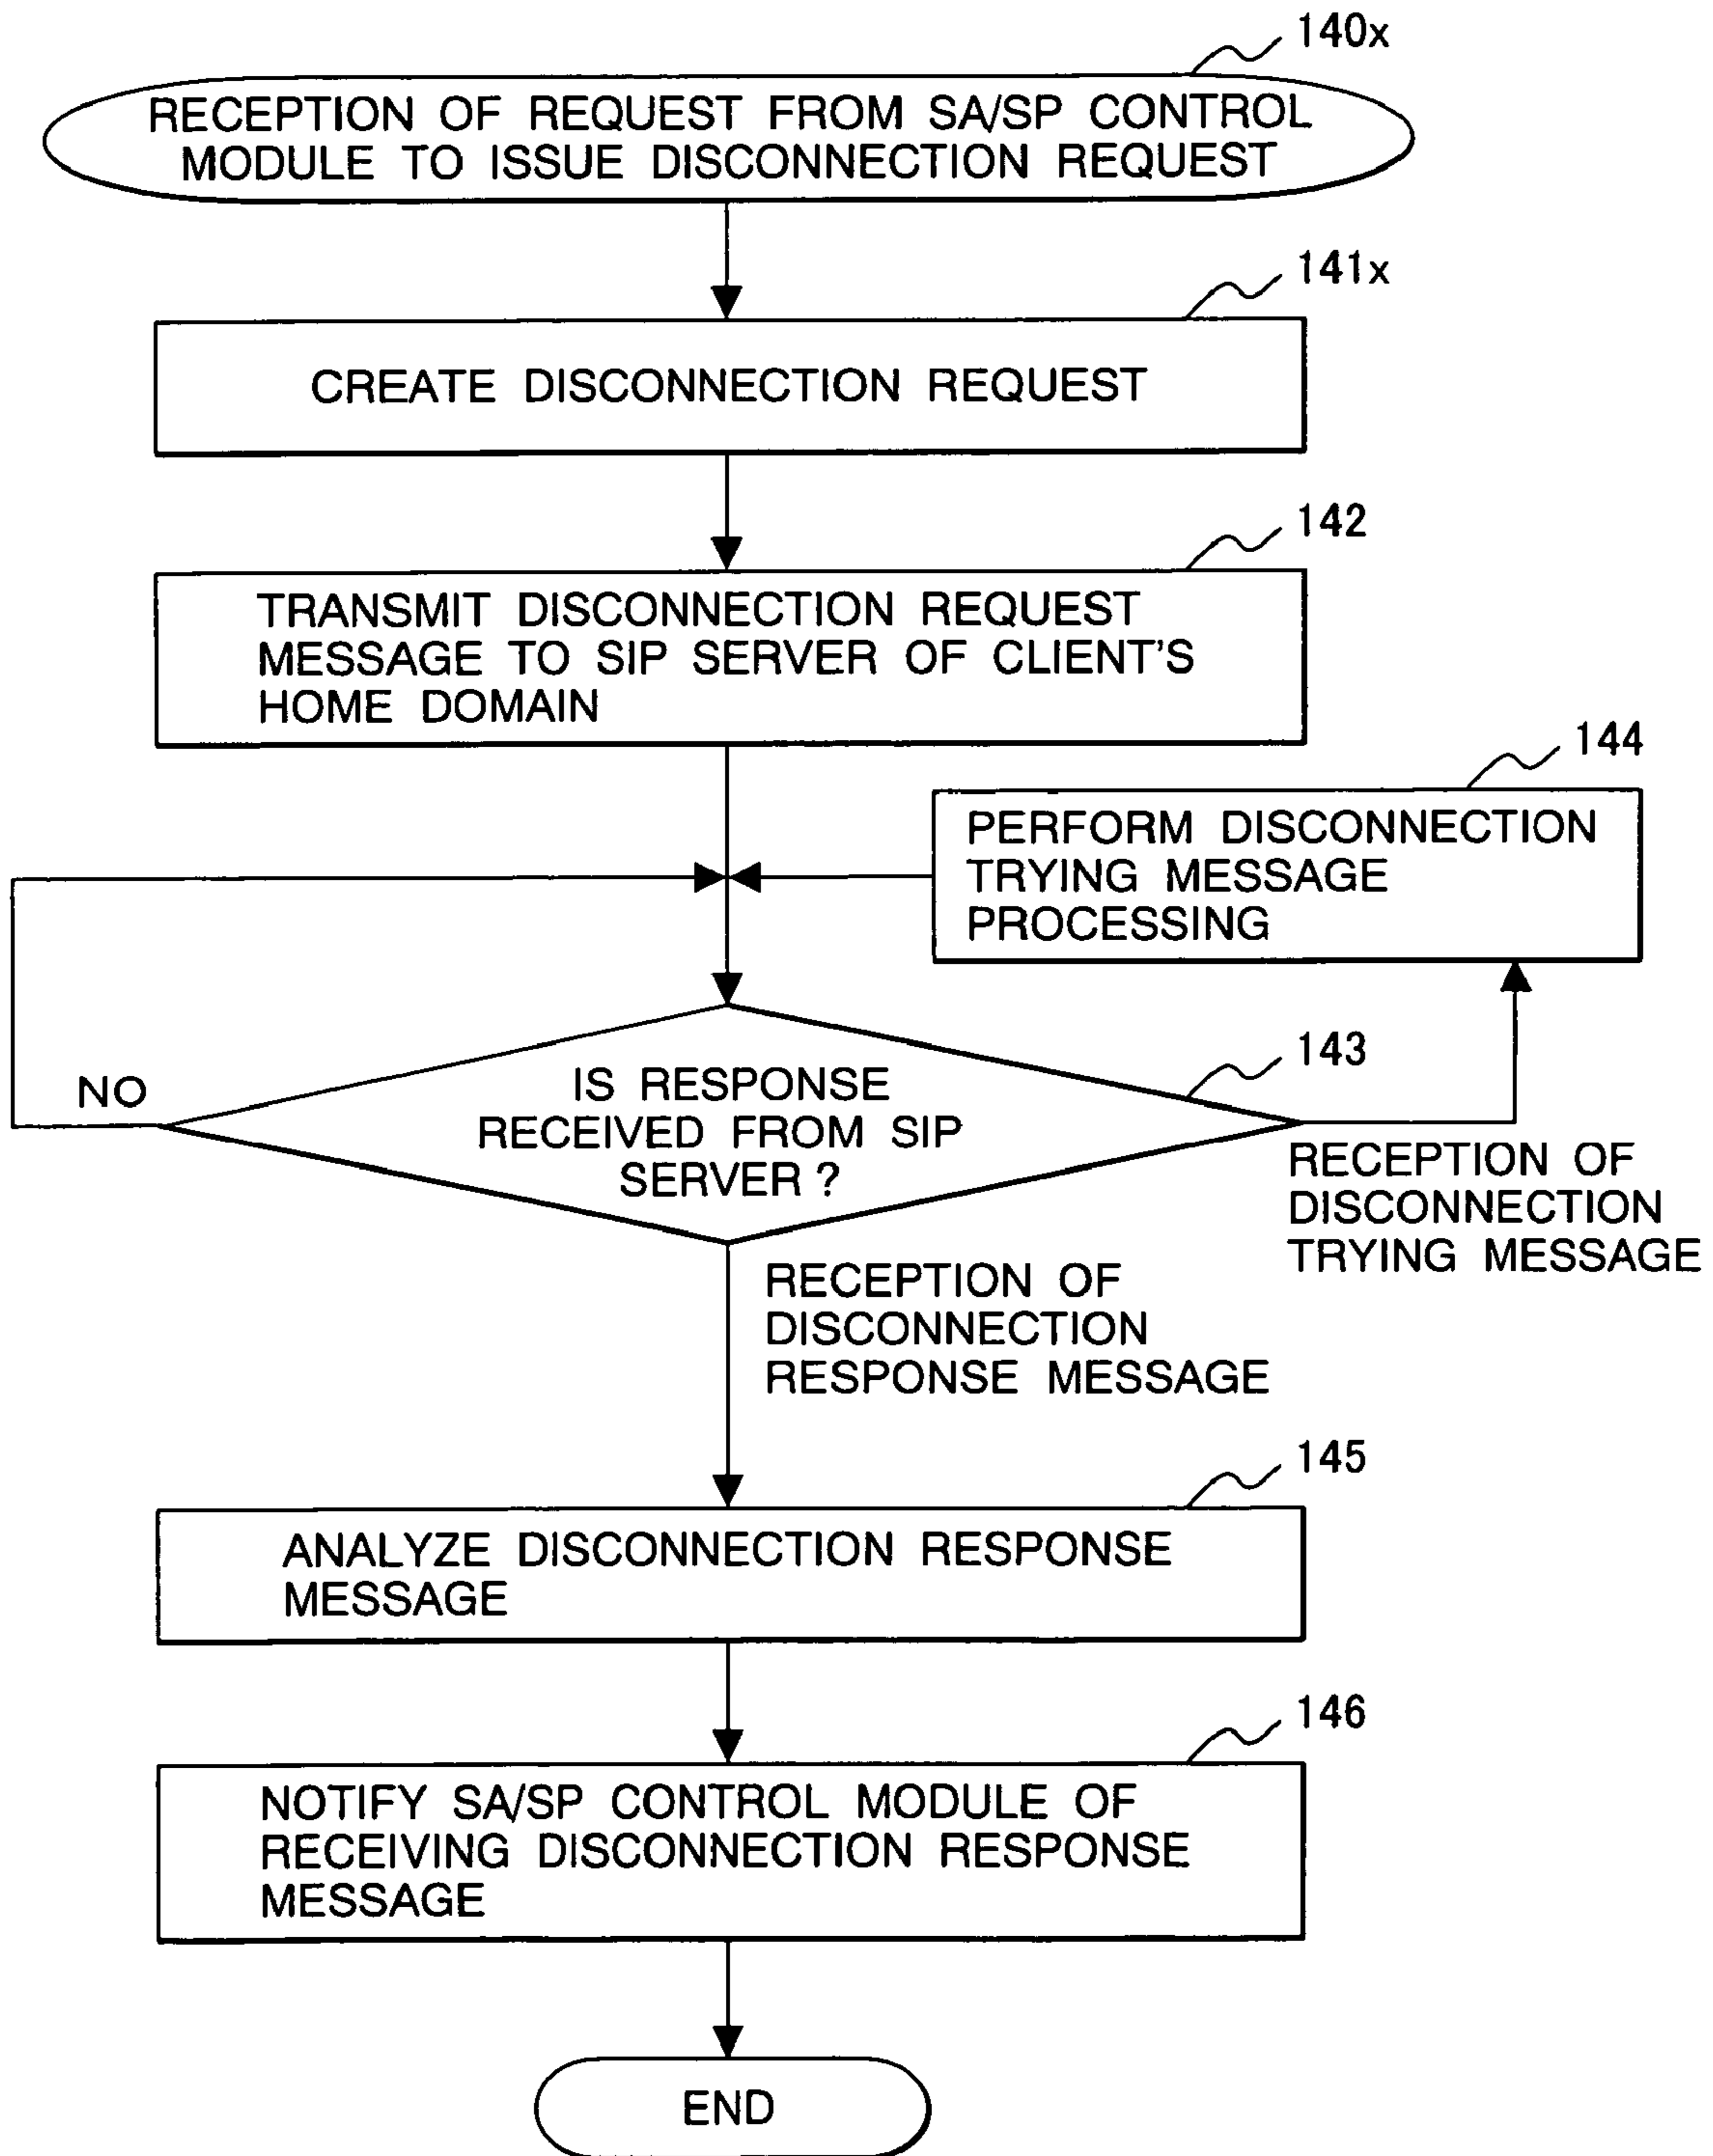 140x
RECEPTION OF REQUEST FROM SA/SP CONTROL
MODULE TO ISSUE DISCONNECTION REQUEST
141x
CREATE DISCONNECTION REQUEST
142
TRANSMIT DISCONNECTION REQUEST
MESSAGE TO SIP SERVER OF CLIENT'S
HOME DOMAIN
144
PERFORM DISCONNECTION
TRYING MESSAGE
PROCESSING
143
NO
IS RESPONSE
RECEIVED FROM SIP
SERVER ?
RECEPTION OF
DISCONNECTION
TRYING MESSAGE
RECEPTION OF
DISCONNECTION
RESPONSE MESSAGE
145
ANALYZE DISCONNECTION RESPONSE
MESSAGE
146
NOTIFY SA/SP CONTROL MODULE OF
RECEIVING DISCONNECTION RESPONSE
MESSAGE
END